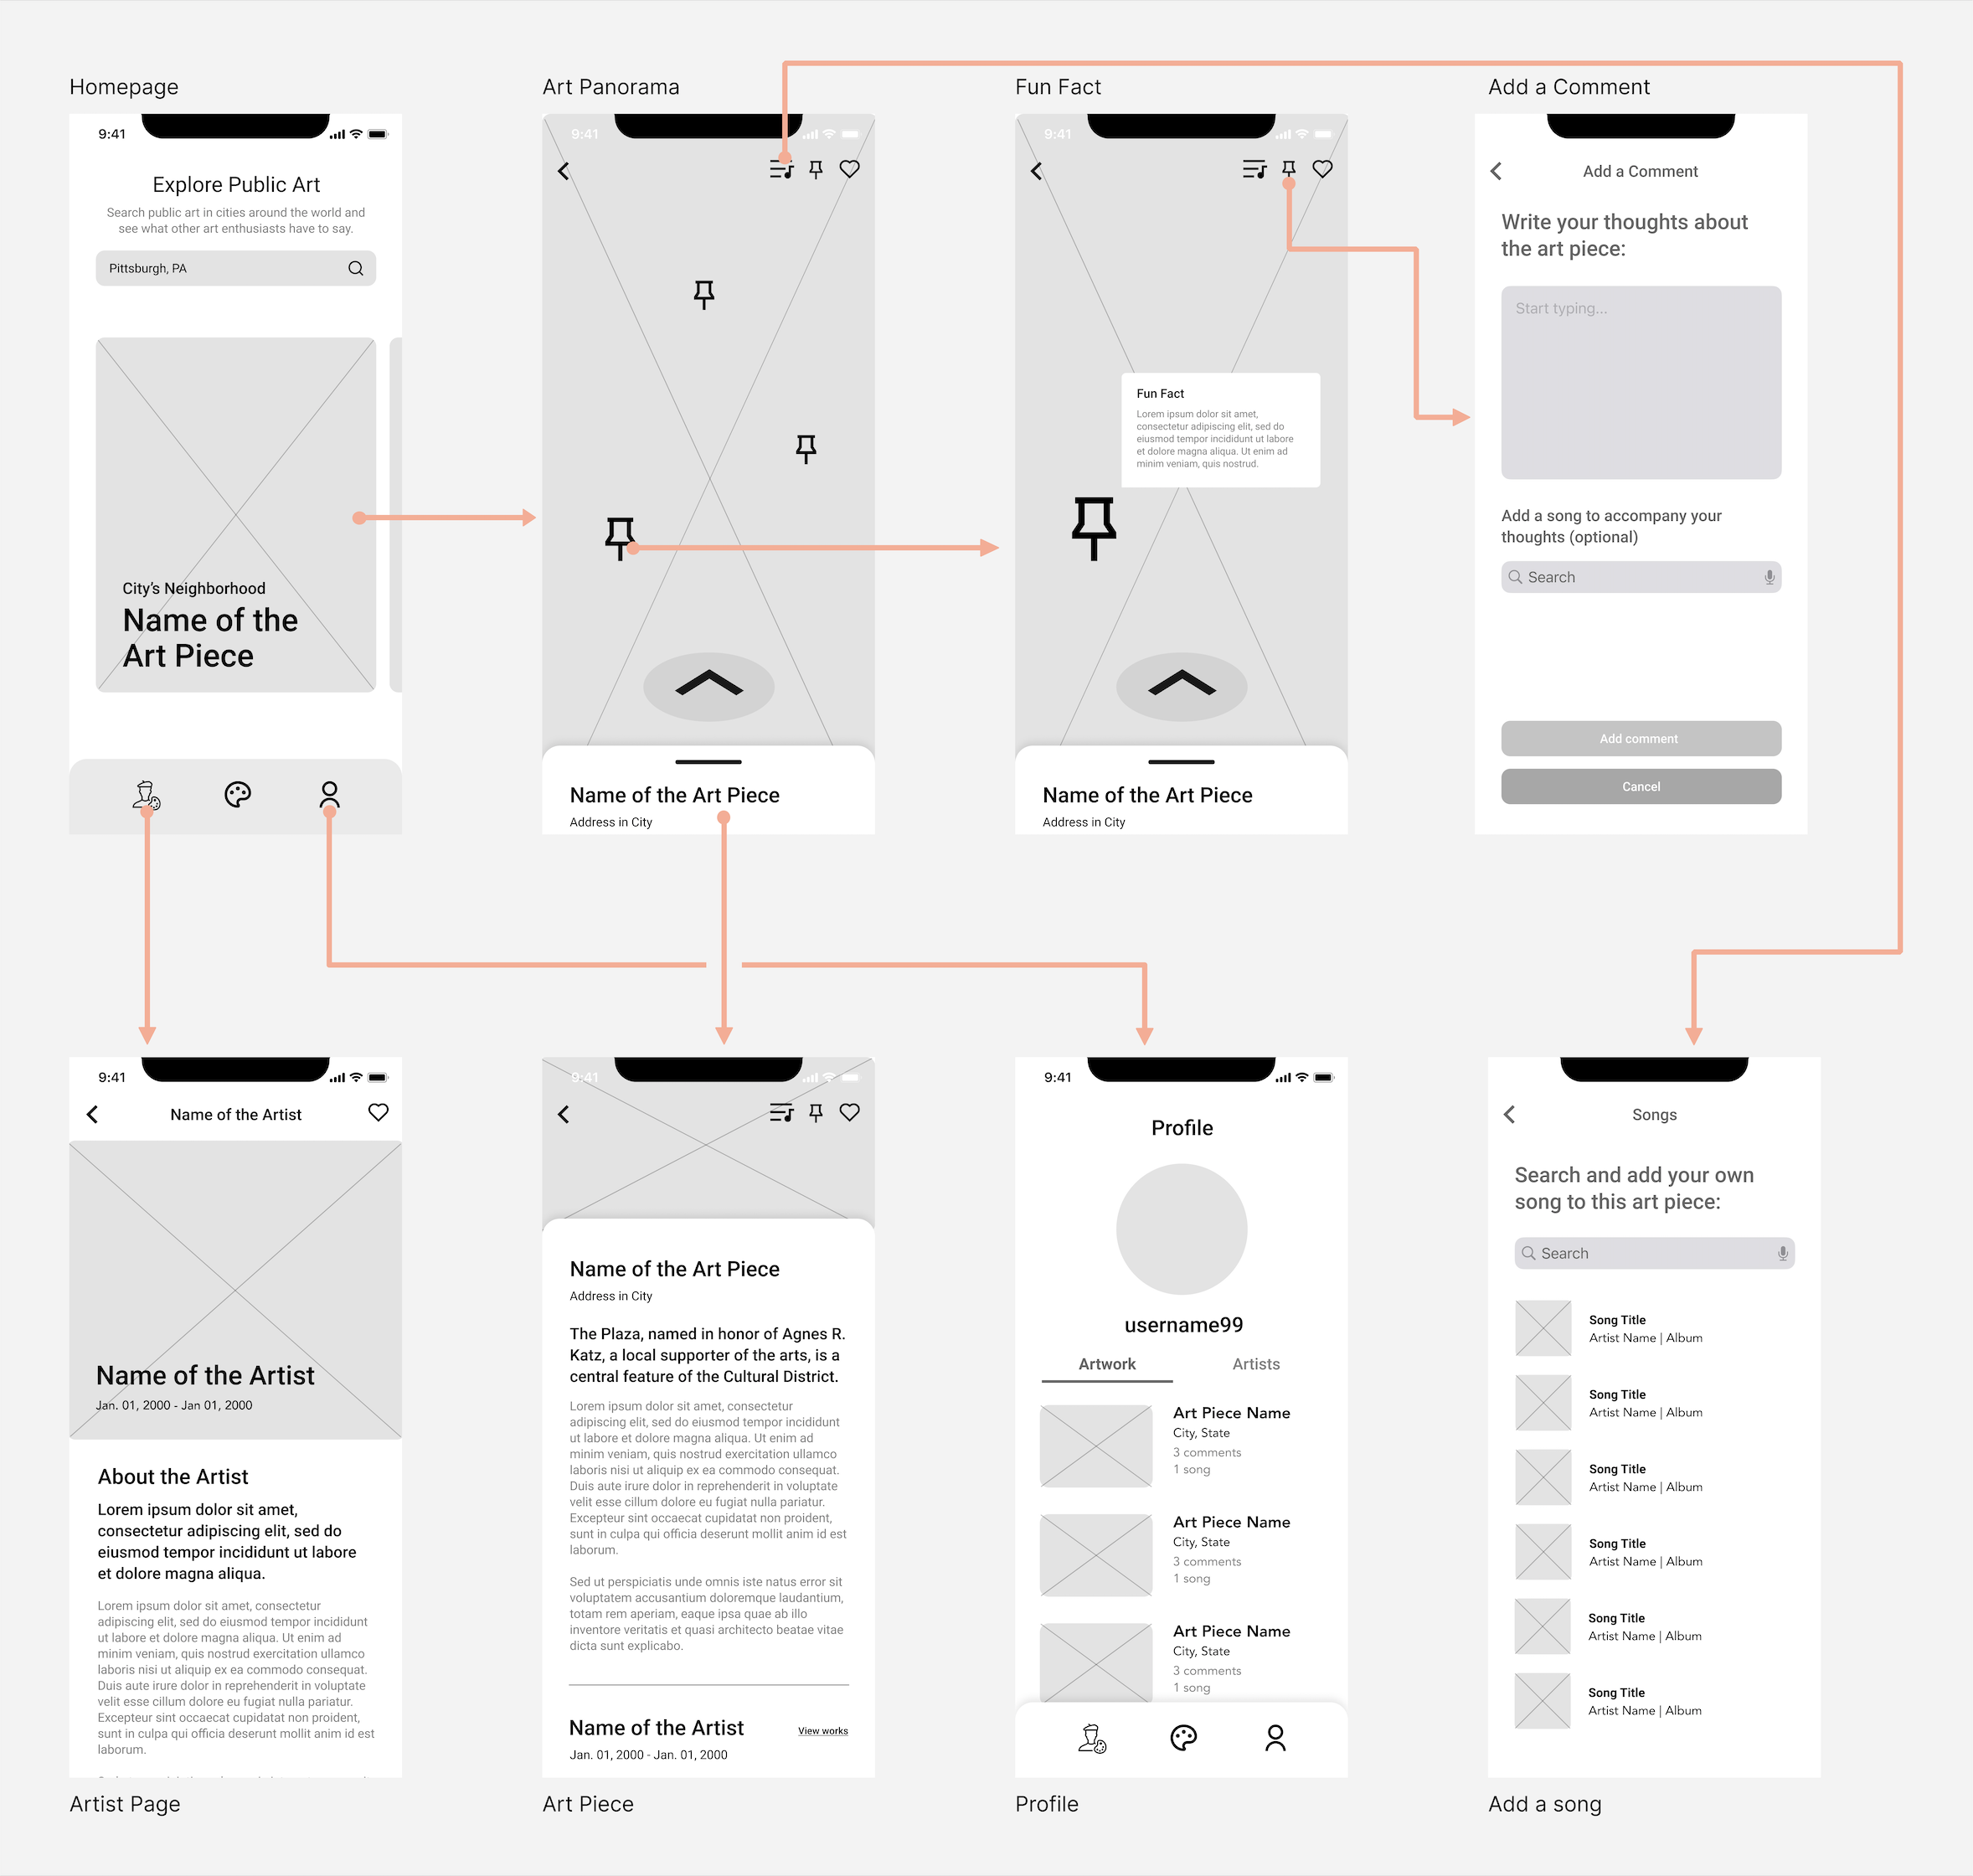 Homepage
9:41
Explore Public Art
Search public art in cities around the world and
see what other art enthusiasts have to say.
Pittsburgh, PA
City’s Neighborhood
Name of the
Art Piece
Art Panorama
9:41
Name of the Art Piece
Address in City
Fun Fact
9:41
Fun Fact
Lorem ipsum dolor sit amet,
consectetur adipiscing elit, sed do
eiusmod tempor incididunt ut labore
et dolore magna aliqua. Ut enim ad
minim veniam, quis nostrud.
Name of the Art Piece
Address in City
Add a Comment
Add a Comment
Write your thoughts about
the art piece:
Start typing...
Add a song to accompany your
thoughts (optional)
Search
Add comment
Cancel
9:41
Name of the Artist
Name of the Artist
Jan. 01, 2000 - Jan 01, 2000
About the Artist
Lorem ipsum dolor sit amet,
consectetur adipiscing elit, sed do
eiusmod tempor incididunt ut labore
et dolore magna aliqua.
Lorem ipsum dolor sit amet, consectetur
adipiscing elit, sed do eiusmod tempor incididunt
ut labore et dolore magna aliqua. Ut enim ad
minim veniam, quis nostrud exercitation ullamco
laboris nisi ut aliquip ex ea commodo consequat.
Duis aute irure dolor in reprehenderit in voluptate
velit esse cillum dolore eu fugiat nulla pariatur.
Excepteur sint occaecat cupidatat non proident,
sunt in culpa qui officia deserunt mollit anim id est
laborum.
Artist Page
9:41
Name of the Art Piece
Address in City
The Plaza, named in honor of Agnes R.
Katz, a local supporter of the arts, is a
central feature of the Cultural District.
Lorem ipsum dolor sit amet, consectetur
adipiscing elit, sed do eiusmod tempor incididunt
ut labore et dolore magna aliqua. Ut enim ad
minim veniam, quis nostrud exercitation ullamco
laboris nisi ut aliquip ex ea commodo consequat.
Duis aute irure dolor in reprehenderit in voluptate
velit esse cillum dolore eu fugiat nulla pariatur.
Excepteur sint occaecat cupidatat non proident,
sunt in culpa qui officia deserunt mollit anim id est
laborum.
Sed ut perspiciatis unde omnis iste natus error sit
voluptatem accusantium doloremque laudantium,
totam rem aperiam, eaque ipsa quae ab illo
inventore veritatis et quasi architecto beatae vitae
dicta sunt explicabo.
Name of the Artist
View works
Jan. 01, 2000 - Jan. 01, 2000
Art Piece
9:41
Profile
username99
Artwork
Artists
Art Piece Name
City, State
3 comments
1 song
Art Piece Name
City, State
3 comments
1 song
Art Piece Name
City, State
3 comments
1 song
Profile
Songs
Search and add your own
song to this art piece:
Search
Song Title
Artist Name | Album
Song Title
Artist Name | Album
Song Title
Artist Name | Album
Song Title
Artist Name | Album
Song Title
Artist Name | Album
Song Title
Artist Name | Album
Add a song